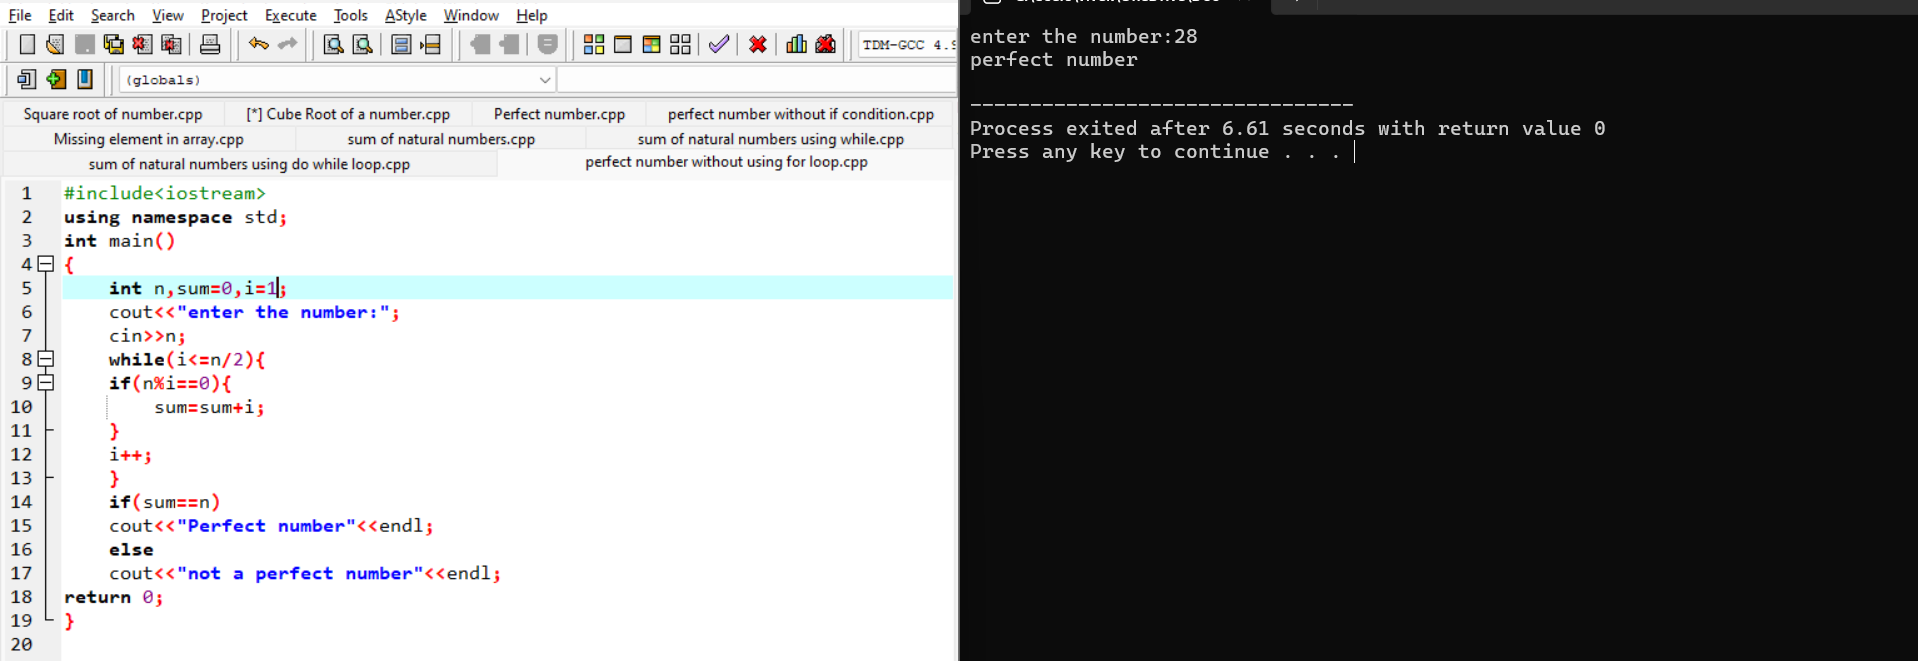 File Edit Search View Project Execute Tools AStyle Window Help
TDM-GCC 4.9
(globals)
Square root of number.cpp [*] Cube Root of a number.cpp Perfect number.cpp perfect number without if condition.cpp
Missing element in array.cpp sum of natural numbers.cpp sum of natural numbers using while.cpp
sum of natural numbers using do while loop.cpp perfect number without using for loop.cpp
1 #include<iostream>
2 using namespace std;
3 int main()
4 {
5 int n,sum=0,i=1;
6 cout<<"enter the number:";
7 cin>>n;
8 while(i<=n/2){
9 if(n%i==0){
10 sum=sum+i;
11 }
12 i++;
13 }
14 if(sum==n)
15 cout<<"Perfect number"<<endl;
16 else
17 cout<<"not a perfect number"<<endl;
18 return 0;
19 }
20
enter the number:28
perfect number
--------------------------------
Process exited after 6.61 seconds with return value 0
Press any key to continue . . .